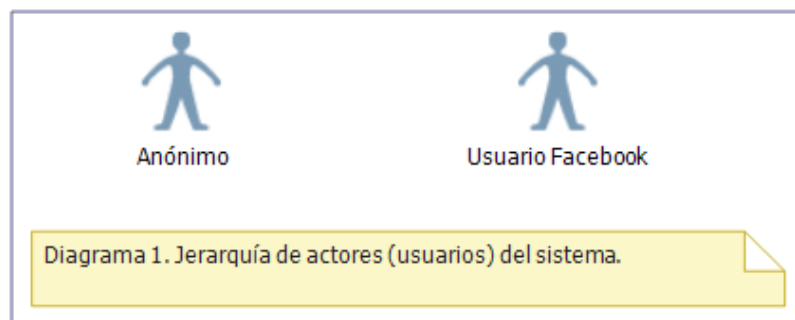 Anónimo
Usuario Facebook
Diagrama 1. Jerarquía de actores (usuarios) del sistema.